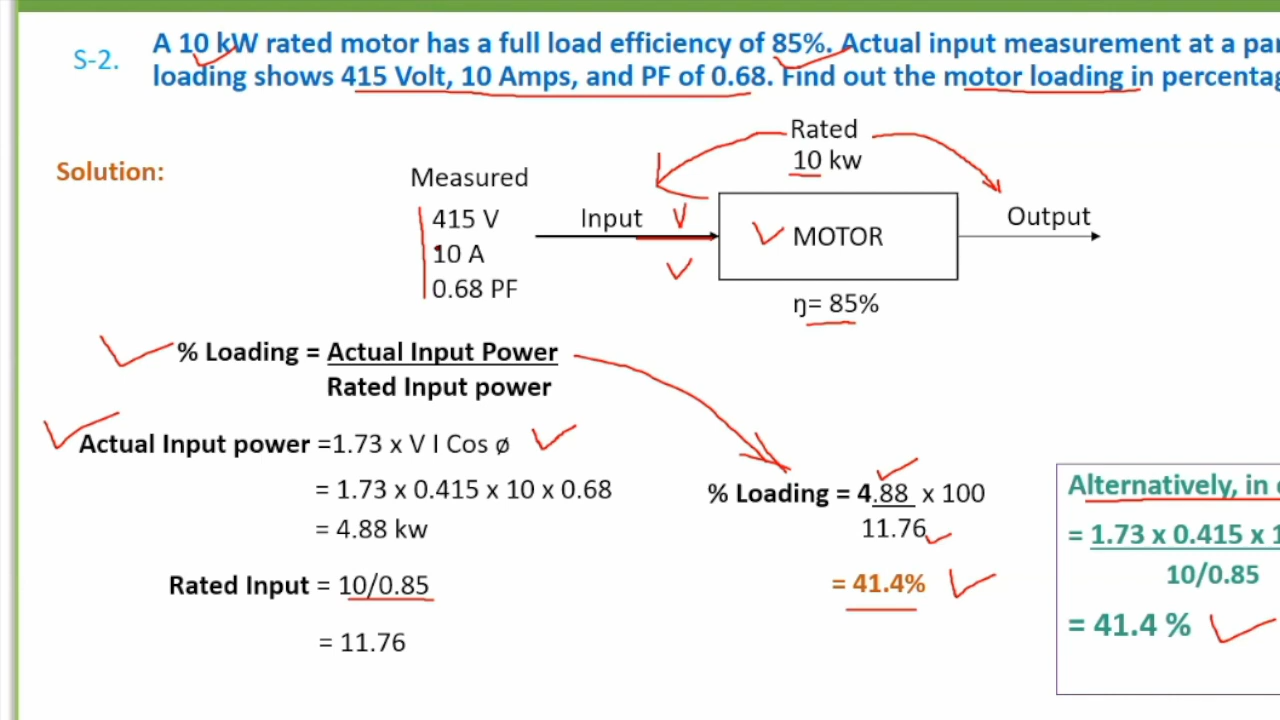 S-2.
A 10 kW rated motor has a full load efficiency of 85%. Actual input measurement at a
loading shows 415 Volt, 10 Amps, and PF of 0.68. Find out the motor loading in
Solution:
Rated
10 kw
Measured
415 V
10 A
0.68 PF
Input
MOTOR
Output
ŋ= 85%
% Loading = Actual Input Power
Rated Input power
Actual Input power =1.73 x V I Cos ø
= 1.73 x 0.415 x 10 x 0.68
= 4.88 kw
Rated Input = 10/0.85
= 11.76
% Loading = 4.88 x 100
11.76
= 41.4%
Alternatively, in
= 1.73 x 0.415 x
10/0.85
= 41.4 %